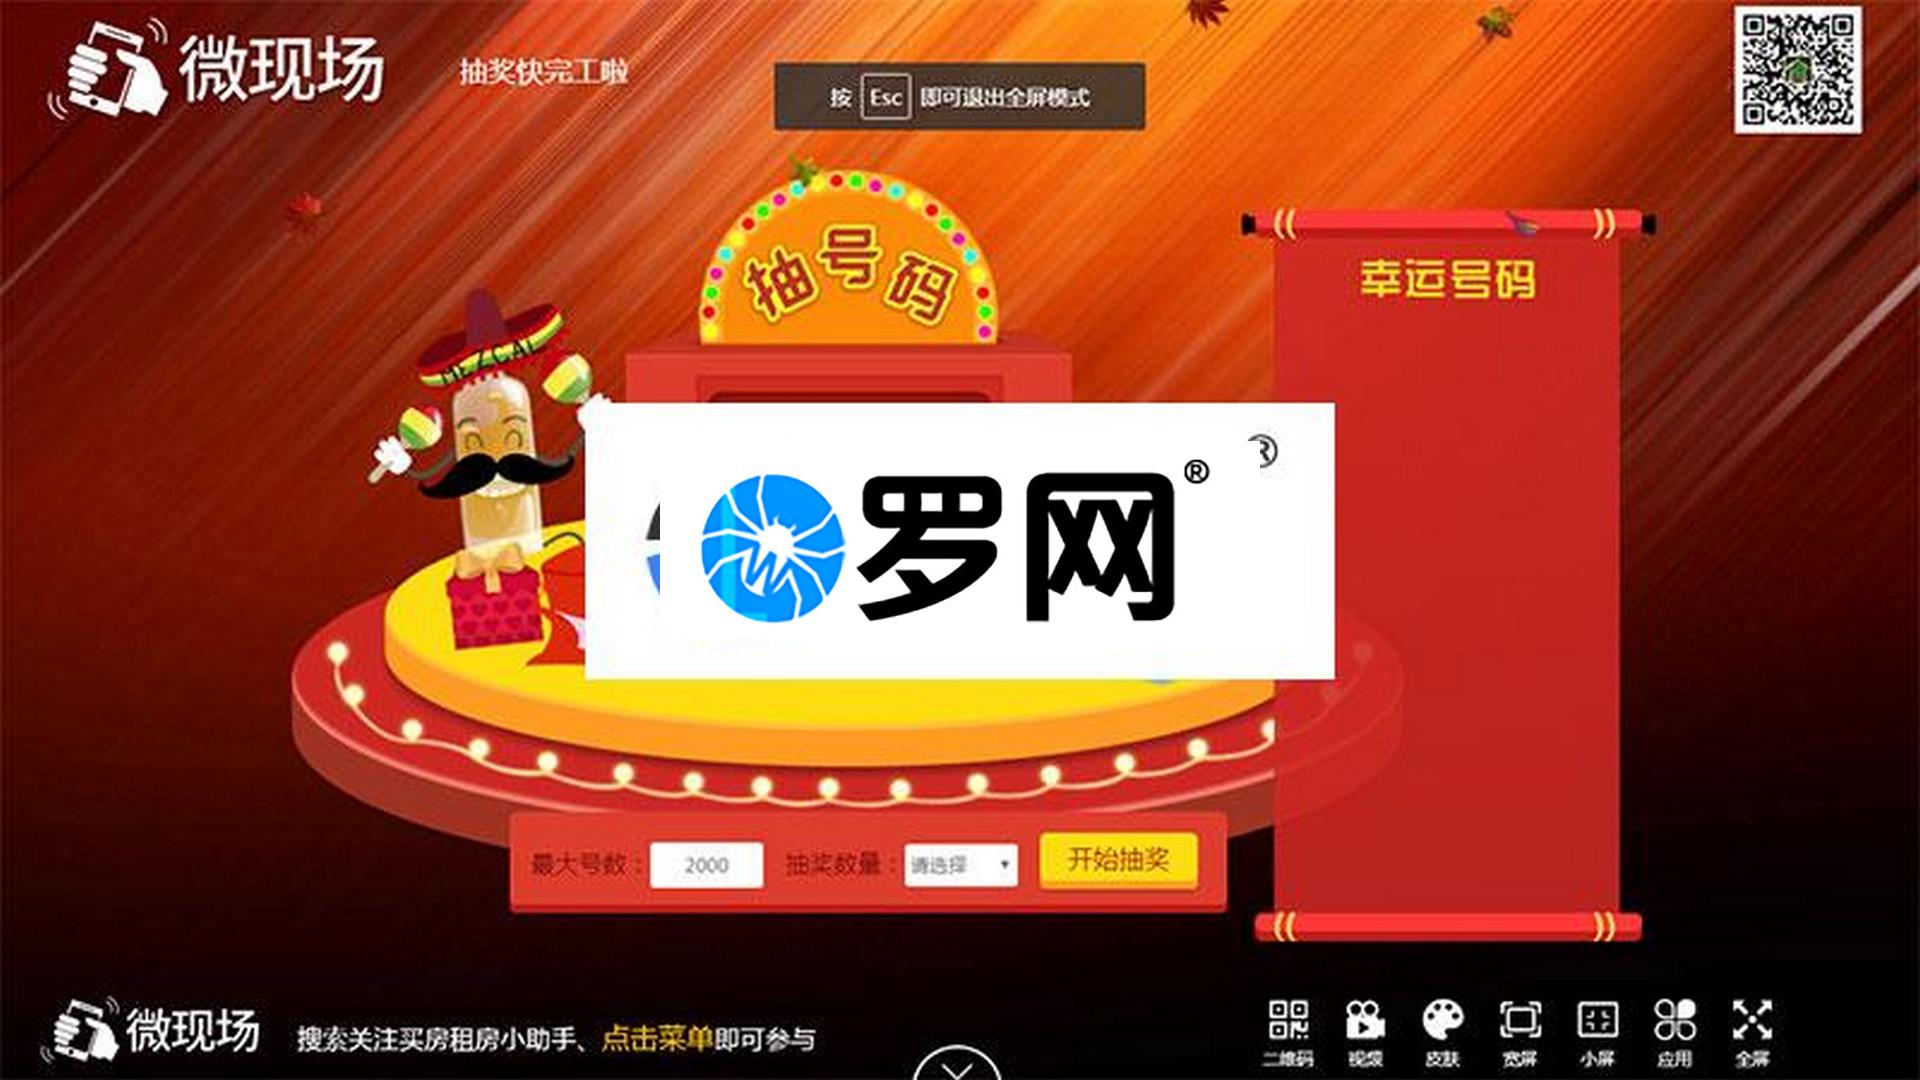 微现场
抽奖快完工啦
按 Esc 即可退出全屏模式
抽号码
幸运号码
MEZCAL
罗网®
®
最大号数： 2000 抽奖数量： 请选择 开始抽奖
微现场
搜索关注买房租房小助手、点击菜单即可参与
二维码 视频 皮肤 宽屏 小屏 应用 全屏